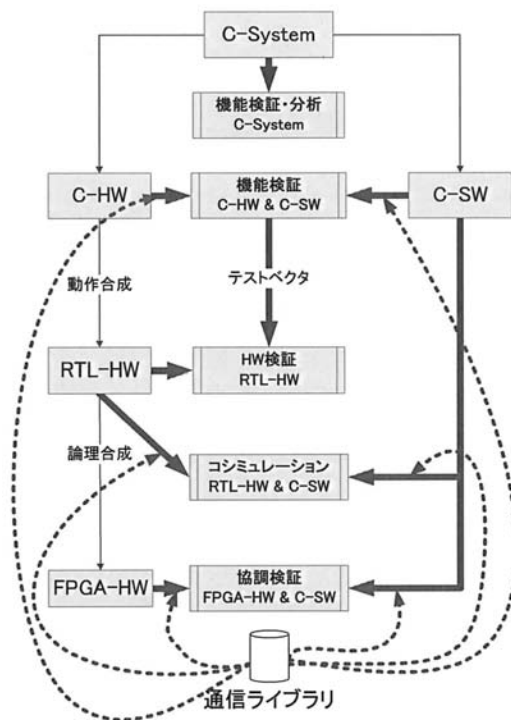 C-System
機能検証・分析
C-System
C-HW
機能検証
C-HW & C-SW
C-SW
動作合成
テストベクタ
RTL-HW
HW検証
RTL-HW
論理合成
コシミュレーション
RTL-HW & C-SW
FPGA-HW
協調検証
FPGA-HW & C-SW
通信ライブラリ